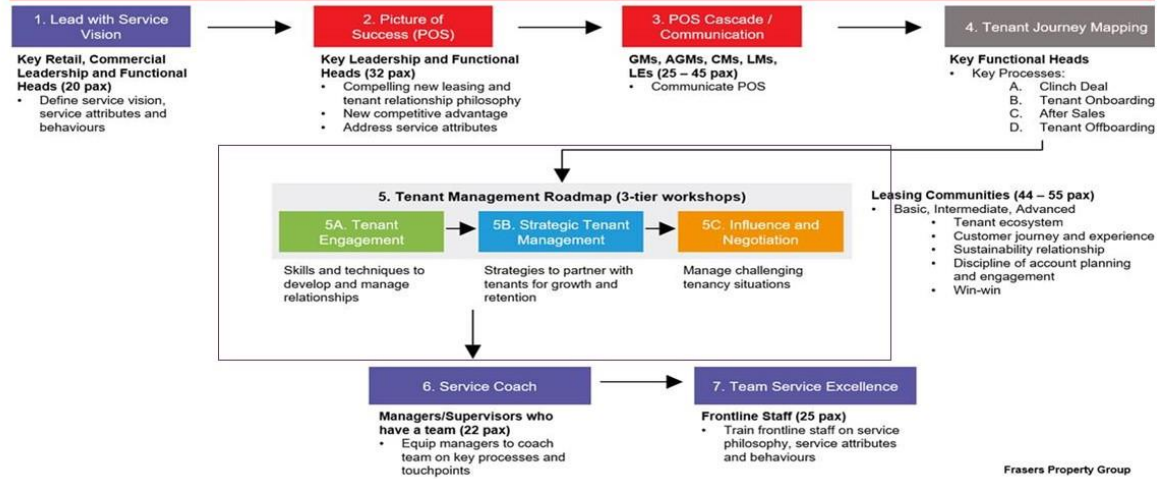 1. Lead with Service
Vision
Key Retail, Commercial
Leadership and Functional
Heads (20 pax)
• Define service vision,
service attributes and
behaviours
2. Picture of
Success (POS)
Key Leadership and Functional
Heads (32 pax)
• Compelling new leasing and
tenant relationship philosophy
• New competitive advantage
• Address service attributes
3. POS Cascade /
Communication
GMs, AGMs, CMs, LMs,
LEs (25 – 45 pax)
• Communicate POS
4. Tenant Journey Mapping
Key Functional Heads
• Key Processes:
A. Clinch Deal
B. Tenant Onboarding
C. After Sales
D. Tenant Offboarding
5. Tenant Management Roadmap (3-tier workshops)
5A. Tenant
Engagement
Skills and techniques to
develop and manage
relationships
5B. Strategic Tenant
Management
Strategies to partner with
tenants for growth and
retention
5C. Influence and
Negotiation
Manage challenging
tenancy situations
Leasing Communities (44 – 55 pax)
• Basic, Intermediate, Advanced
• Tenant ecosystem
• Customer journey and experience
• Sustainability relationship
• Discipline of account planning
and engagement
• Win-win
6. Service Coach
Managers/Supervisors who
have a team (22 pax)
• Equip managers to coach
team on key processes and
touchpoints
7. Team Service Excellence
Frontline Staff (25 pax)
• Train frontline staff on service
philosophy, service attributes
and behaviours
Frasers Property Group